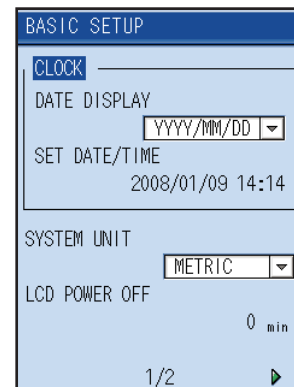 BASIC SETUP
CLOCK
DATE DISPLAY
YYYY/MM/DD
SET DATE/TIME
2008/01/09 14:14
SYSTEM UNIT
METRIC
LCD POWER OFF
0 min
1/2